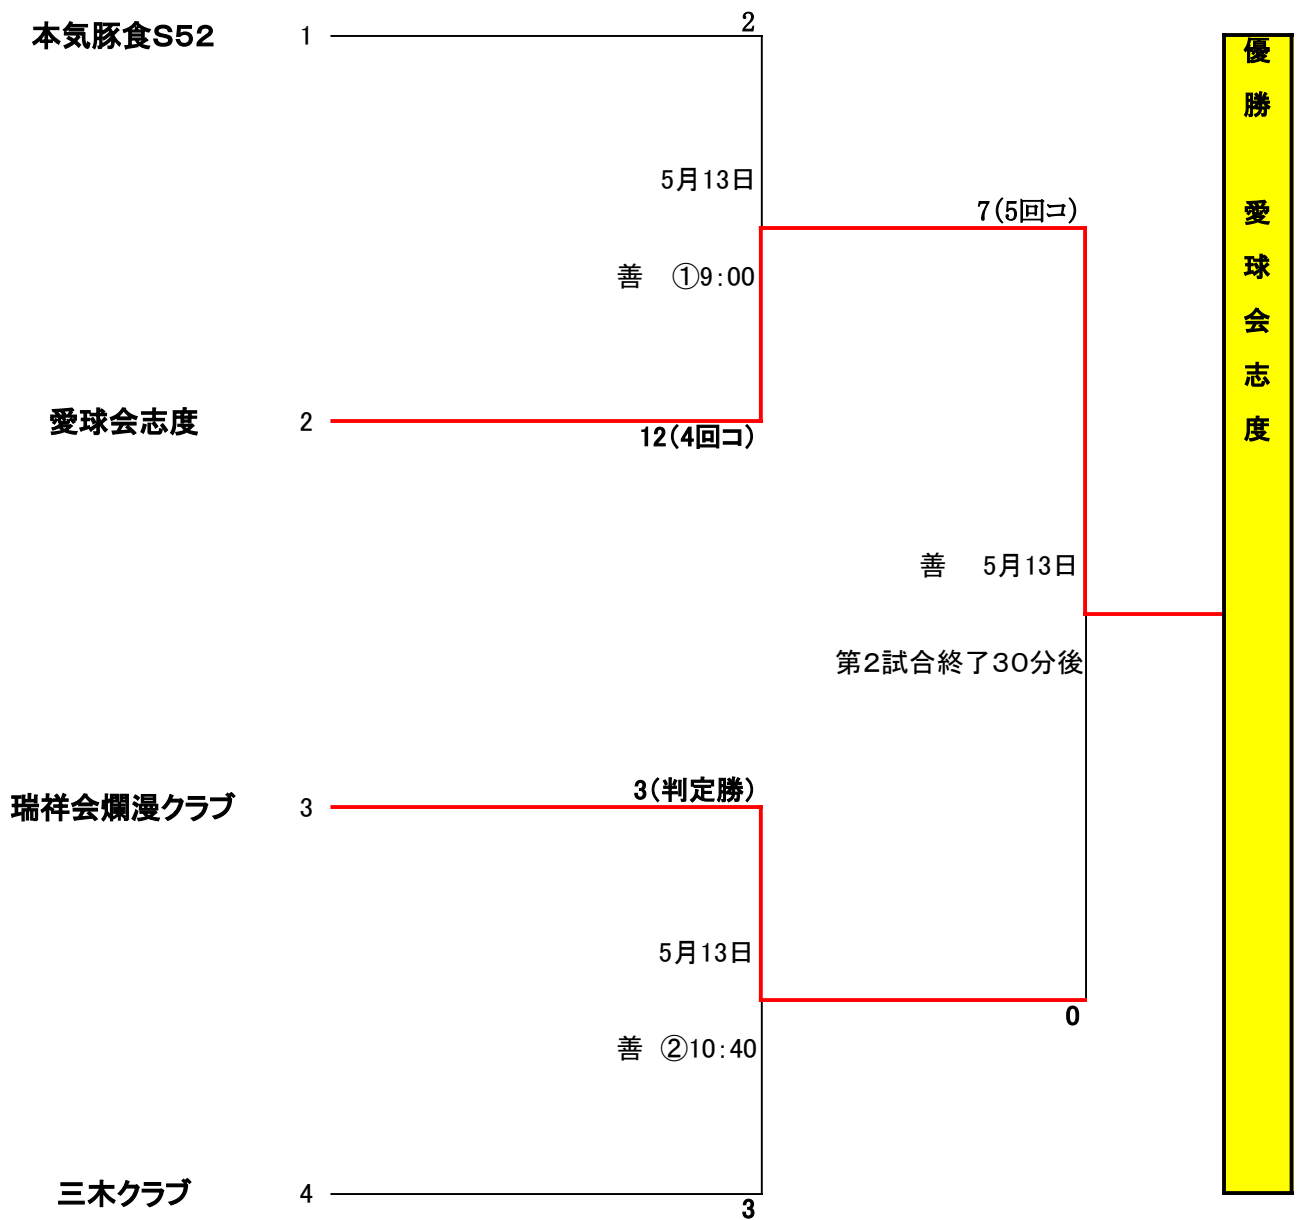 本気豚食S52
1
2
5月13日
善 ①9:00
愛球会志度
2
12(4回コ)
7(5回コ)
善 5月13日
第2試合終了30分後
瑞祥会爛漫クラブ
3
3(判定勝)
5月13日
善 ②10:40
0
三木クラブ
4
3
優勝 愛球会志度